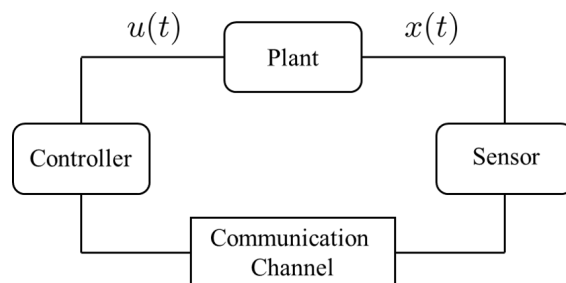 u(t)
x(t)
Plant
Controller
Sensor
Communication
Channel